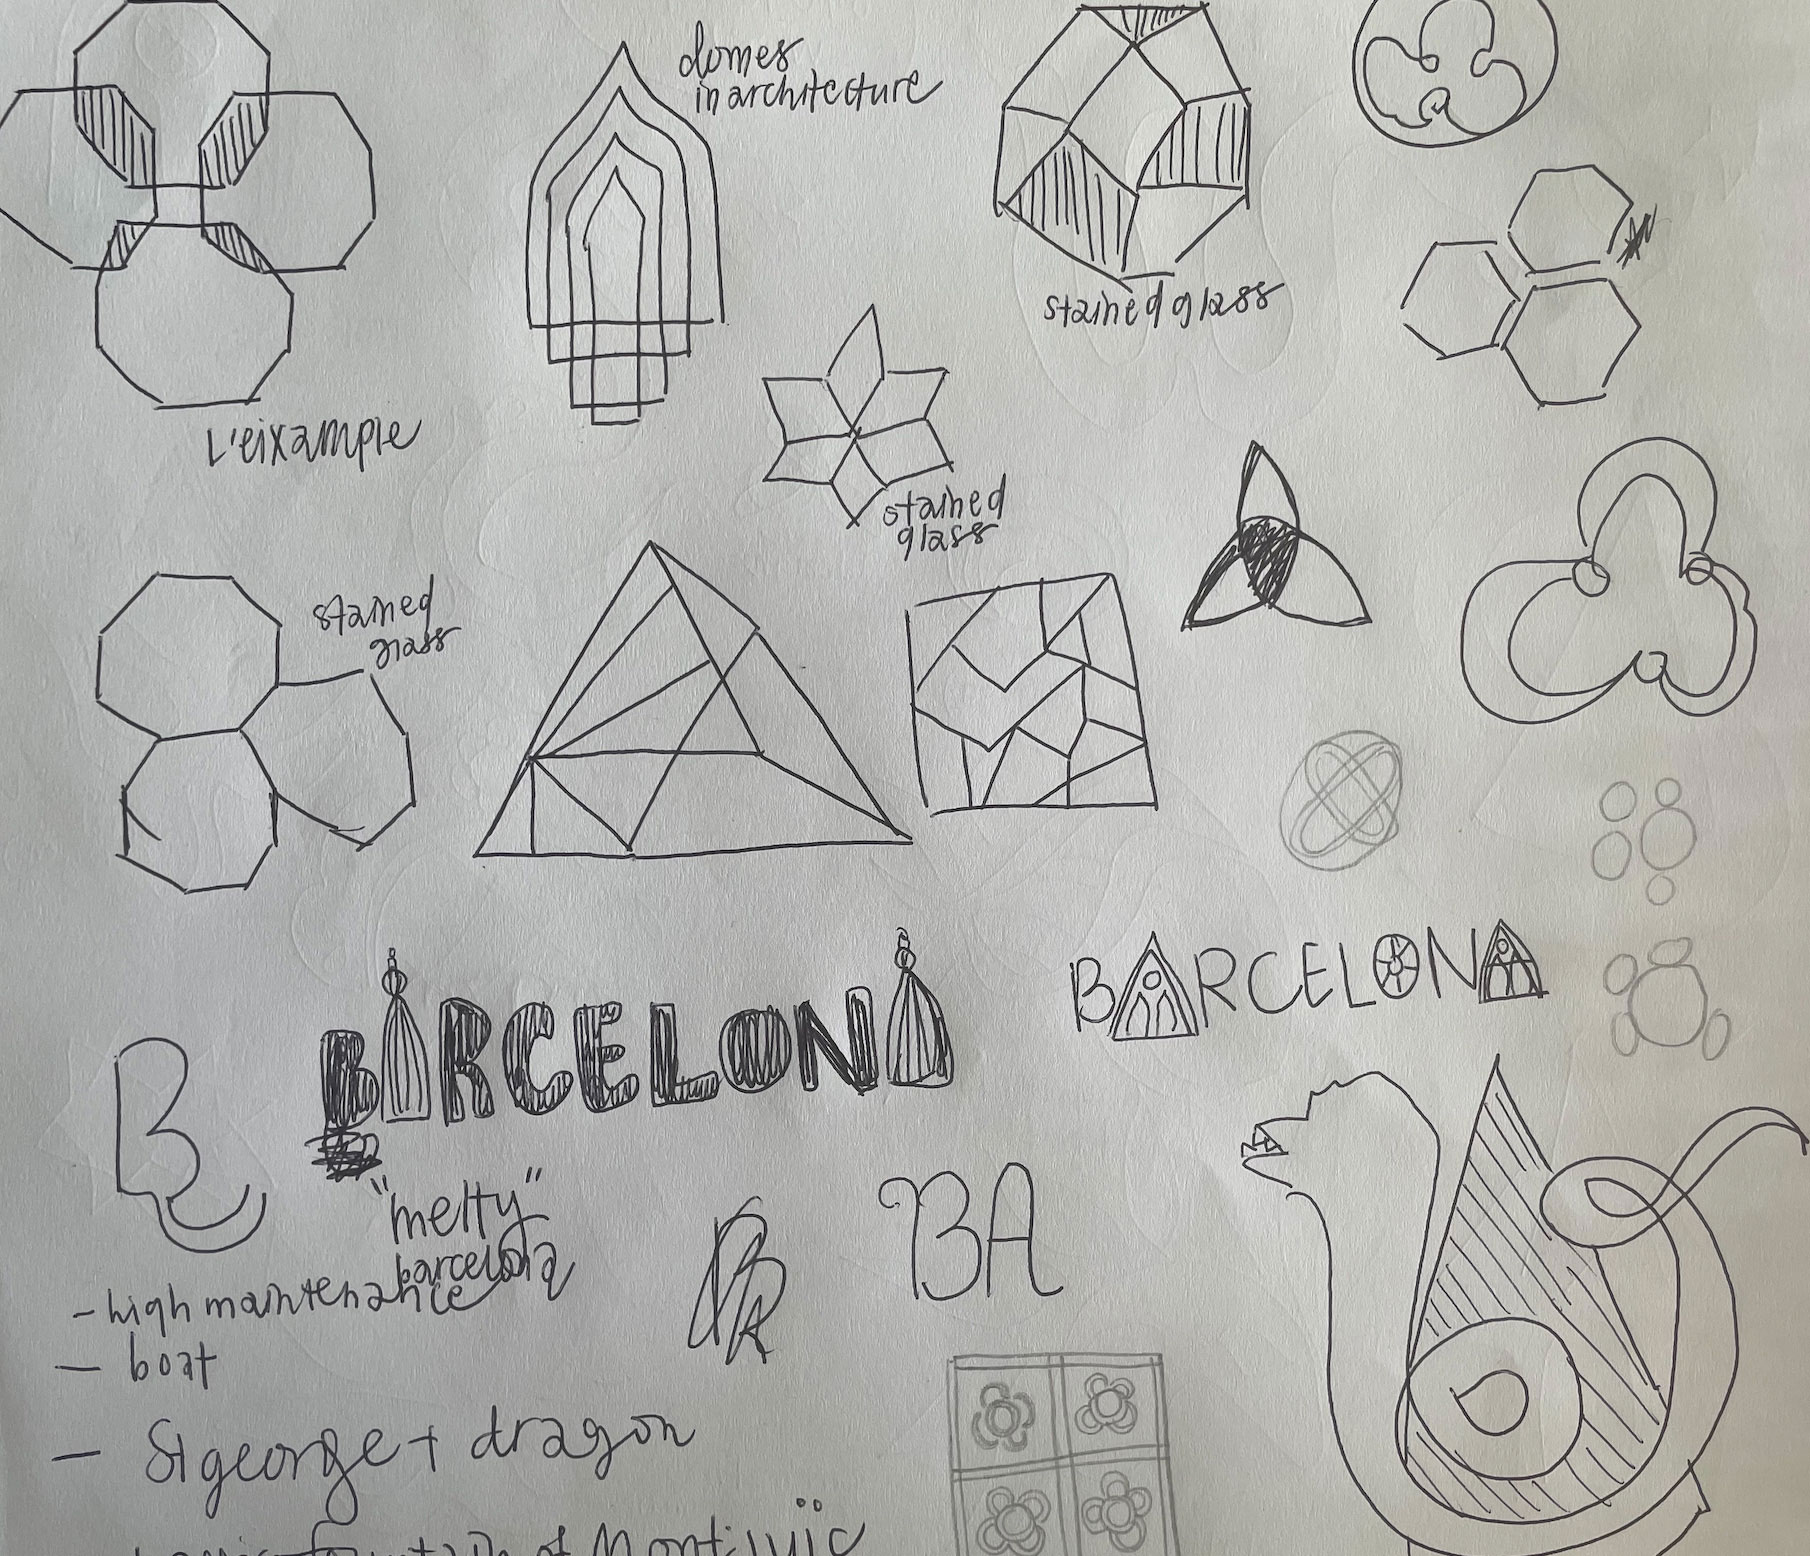 domes
in architecture
stained glass
L'eixample
stained
glass
stained
glass
BARCELONA
BARCELONA
B
"melty"
barcelona
BA
BA
- high maintenance
- boat
- St george + dragon
fountain of Montjuïc